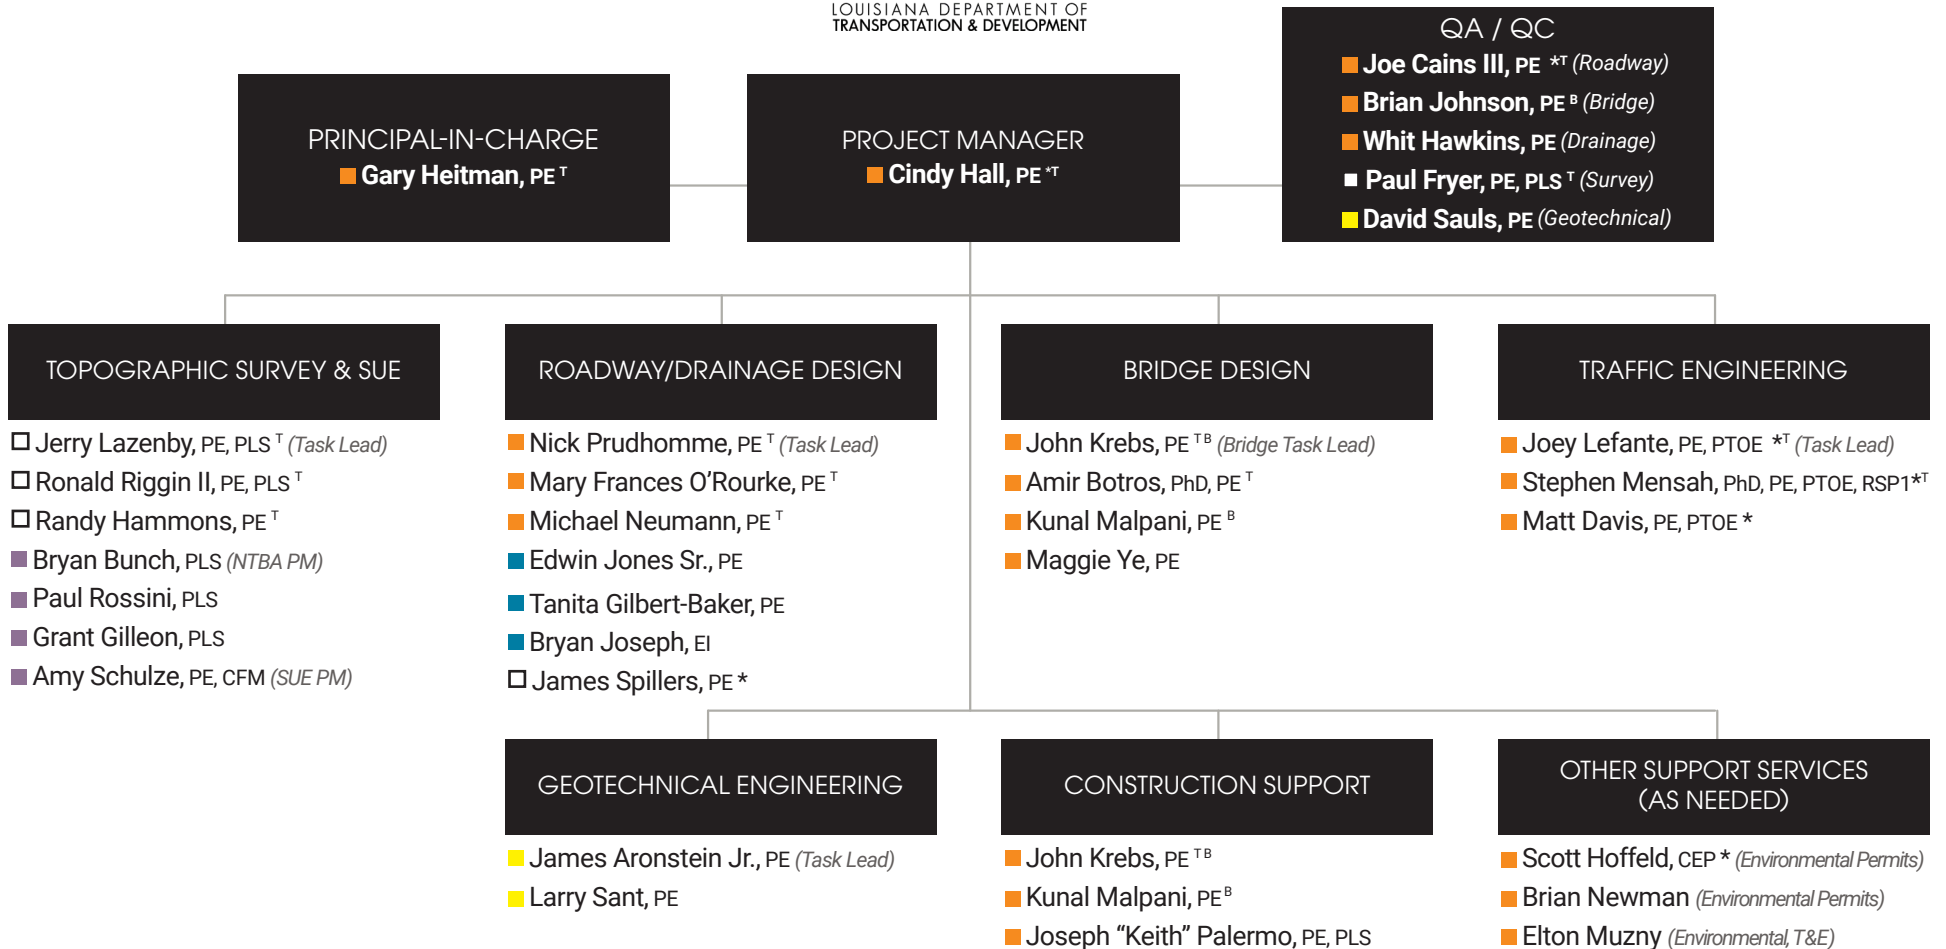 LOUISIANA DEPARTMENT OF
TRANSPORTATION & DEVELOPMENT
PRINCIPAL-IN-CHARGE
Gary Heitman, PE T
PROJECT MANAGER
Cindy Hall, PE *T
QA / QC
Joe Cains III, PE *T (Roadway)
Brian Johnson, PE B (Bridge)
Whit Hawkins, PE (Drainage)
Paul Fryer, PE, PLS T (Survey)
David Sauls, PE (Geotechnical)
TOPOGRAPHIC SURVEY & SUE
Jerry Lazenby, PE, PLS T (Task Lead)
Ronald Riggin II, PE, PLS T
Randy Hammons, PE T
Bryan Bunch, PLS (NTBA PM)
Paul Rossini, PLS
Grant Gilleon, PLS
Amy Schulze, PE, CFM (SUE PM)
ROADWAY/DRAINAGE DESIGN
Nick Prudhomme, PE T (Task Lead)
Mary Frances O'Rourke, PE T
Michael Neumann, PE T
Edwin Jones Sr., PE
Tanita Gilbert-Baker, PE
Bryan Joseph, EI
James Spillers, PE *
BRIDGE DESIGN
John Krebs, PE T B (Bridge Task Lead)
Amir Botros, PhD, PE T
Kunal Malpani, PE B
Maggie Ye, PE
TRAFFIC ENGINEERING
Joey Lefante, PE, PTOE *T (Task Lead)
Stephen Mensah, PhD, PE, PTOE, RSP1*T
Matt Davis, PE, PTOE *
GEOTECHNICAL ENGINEERING
James Aronstein Jr., PE (Task Lead)
Larry Sant, PE
CONSTRUCTION SUPPORT
John Krebs, PE T B
Kunal Malpani, PE B
Joseph “Keith” Palermo, PE, PLS
OTHER SUPPORT SERVICES
(AS NEEDED)
Scott Hoffeld, CEP * (Environmental Permits)
Brian Newman (Environmental Permits)
Elton Muzny (Environmental, T&E)